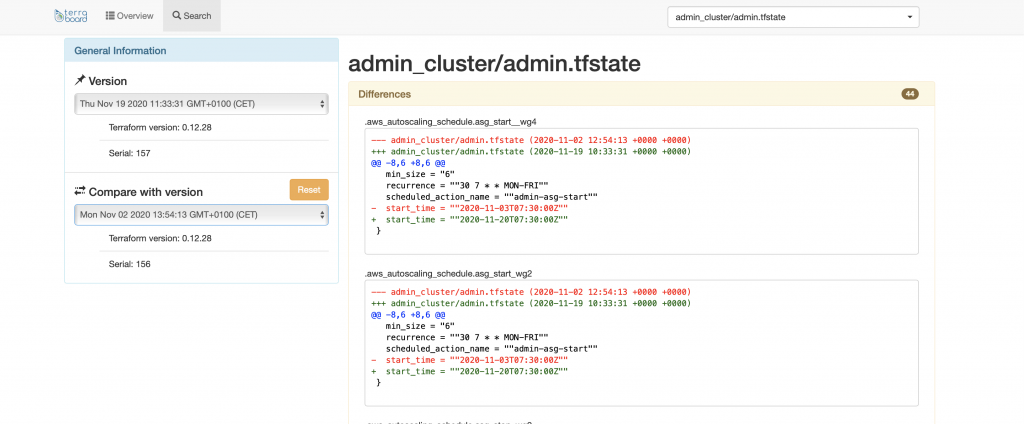 terra board
Overview
Search
admin_cluster/admin.tfstate
General Information
Version
Thu Nov 19 2020 11:33:31 GMT+0100 (CET)
Terraform version: 0.12.28
Serial: 157
Compare with version
Reset
Mon Nov 02 2020 13:54:13 GMT+0100 (CET)
Terraform version: 0.12.28
Serial: 156
admin_cluster/admin.tfstate
Differences 44
.aws_autoscaling_schedule.asg_start__wg4
--- admin_cluster/admin.tfstate (2020-11-02 12:54:13 +0000 +0000)
+++ admin_cluster/admin.tfstate (2020-11-19 10:33:31 +0000 +0000)
@@ -8,6 +8,6 @@
min_size = "6"
recurrence = ""30 7 * * MON-FRI""
scheduled_action_name = ""admin-asg-start""
- start_time = ""2020-11-03T07:30:00Z""
+ start_time = ""2020-11-20T07:30:00Z""
}
.aws_autoscaling_schedule.asg_start_wg2
--- admin_cluster/admin.tfstate (2020-11-02 12:54:13 +0000 +0000)
+++ admin_cluster/admin.tfstate (2020-11-19 10:33:31 +0000 +0000)
@@ -8,6 +8,6 @@
min_size = "6"
recurrence = ""30 7 * * MON-FRI""
scheduled_action_name = ""admin-asg-start""
- start_time = ""2020-11-03T07:30:00Z""
+ start_time = ""2020-11-20T07:30:00Z""
}